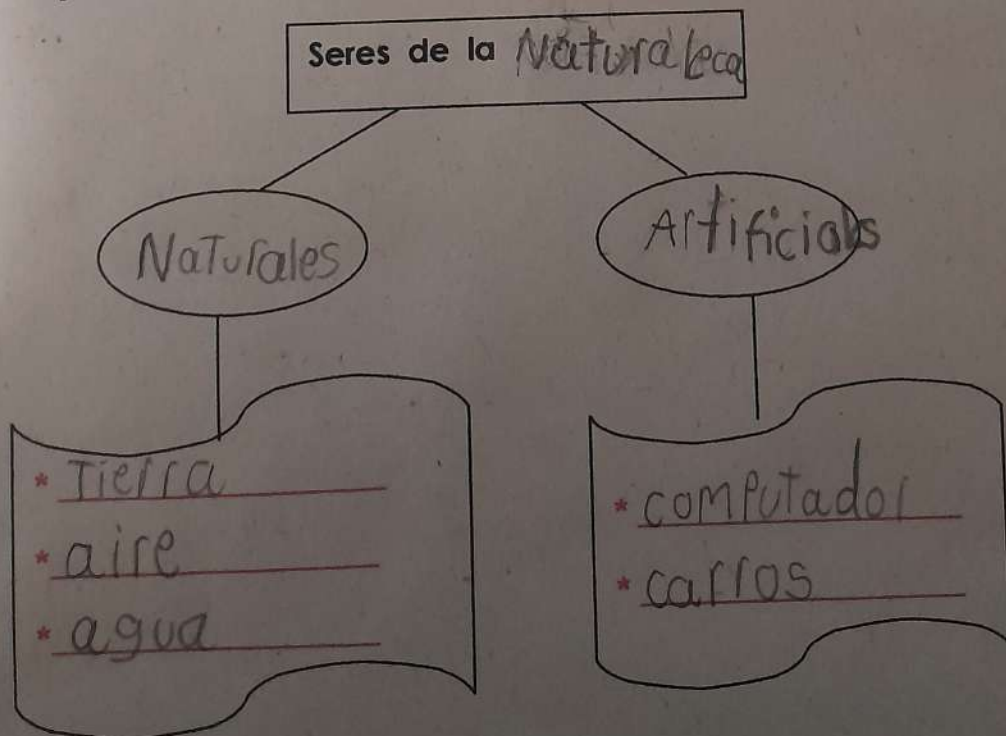 Seres de la Naturaleca
Naturales
Artificials
* Tierra
* aire
* agua
* computador
* carros